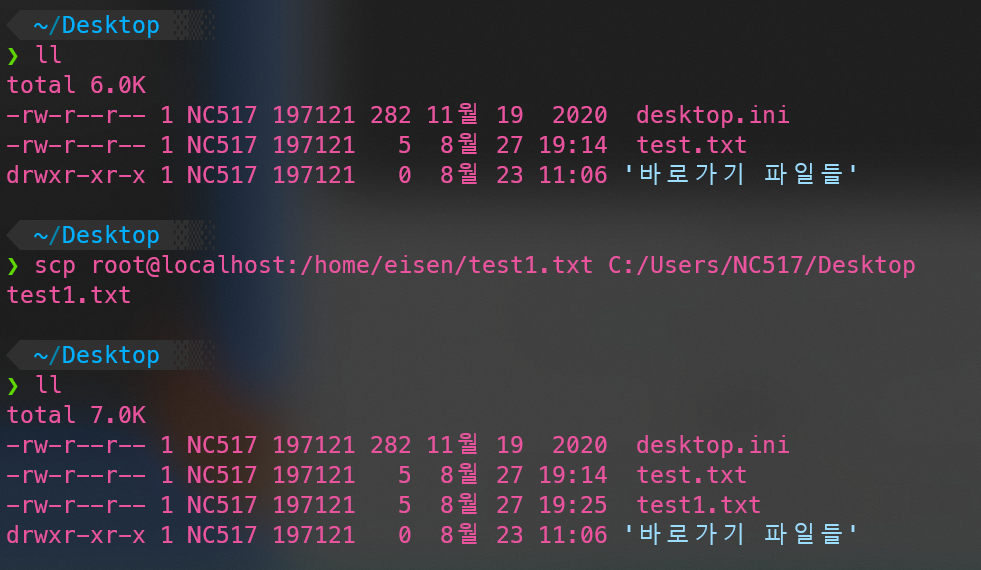 ~/Desktop
❯ ll
total 6.0K
-rw-r--r-- 1 NC517 197121 282 11월 19  2020  desktop.ini
-rw-r--r-- 1 NC517 197121   5  8월 27 19:14  test.txt
drwxr-xr-x 1 NC517 197121   0  8월 23 11:06 '바로가기 파일들'
~/Desktop
❯ scp root@localhost:/home/eisen/test1.txt C:/Users/NC517/Desktop
test1.txt
~/Desktop
❯ ll
total 7.0K
-rw-r--r-- 1 NC517 197121 282 11월 19  2020  desktop.ini
-rw-r--r-- 1 NC517 197121   5  8월 27 19:14  test.txt
-rw-r--r-- 1 NC517 197121   5  8월 27 19:25  test1.txt
drwxr-xr-x 1 NC517 197121   0  8월 23 11:06 '바로가기 파일들'